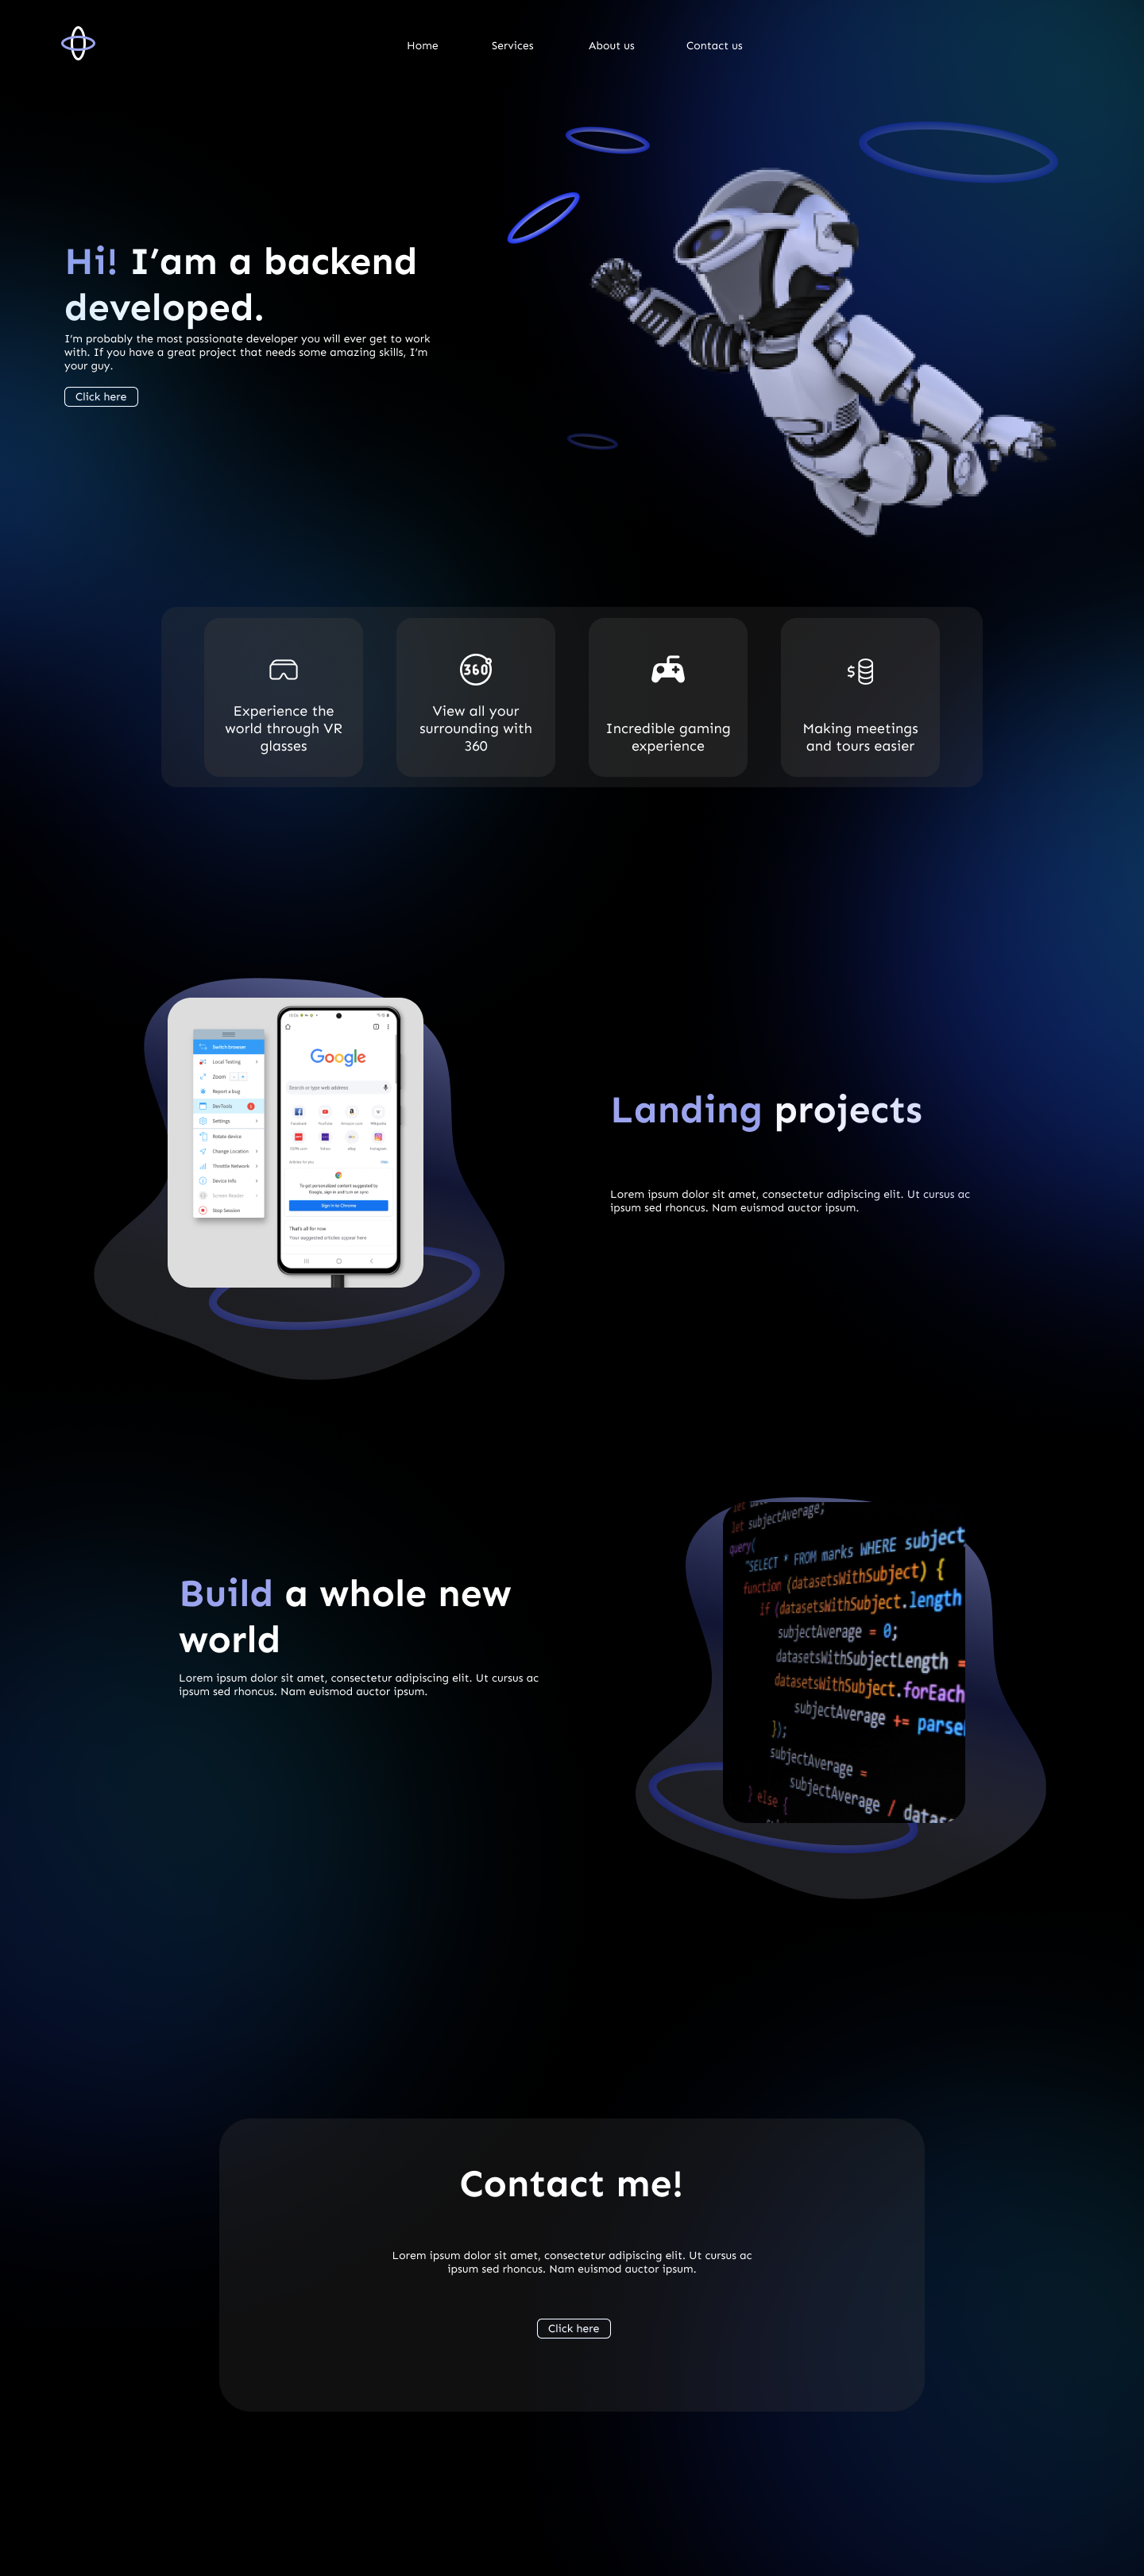 Home Services About us Contact us
Hi! I’am a backend
developed.
I’m probably the most passionate developer you will ever get to work
with. If you have a great project that needs some amazing skills, I’m
your guy.
Click here
Experience the
world through VR
glasses
360
View all your
surrounding with
360
Incredible gaming
experience
$
Making meetings
and tours easier
Switch browser
Local Testing
Zoom
Report a bug
DevTools
Settings
Rotate device
Change Location
Throttle Network
Device Info
Screen Reader
Stop Session
Google
Search or type web address
Facebook YouTube Amazon.com Wikipedia
ESPN.com Yahoo eBay Instagram
Articles for you
Hide
To get personalized content suggested by
Google, sign in and turn on sync
Sign in to Chrome
That's all for now
Your suggested articles appear here
Landing projects
Lorem ipsum dolor sit amet, consectetur adipiscing elit. Ut cursus ac
ipsum sed rhoncus. Nam euismod auctor ipsum.
Build a whole new
world
Lorem ipsum dolor sit amet, consectetur adipiscing elit. Ut cursus ac
ipsum sed rhoncus. Nam euismod auctor ipsum.
let subjectAverage;
query(
"SELECT * FROM marks WHERE subject
function (datasetsWithSubject) {
if (datasetsWithSubject.length
subjectAverage = 0;
datasetsWithSubjectLength =
datasetsWithSubject.forEach
subjectAverage += parse
});
subjectAverage =
subjectAverage / datase
} else {
Contact me!
Lorem ipsum dolor sit amet, consectetur adipiscing elit. Ut cursus ac
ipsum sed rhoncus. Nam euismod auctor ipsum.
Click here